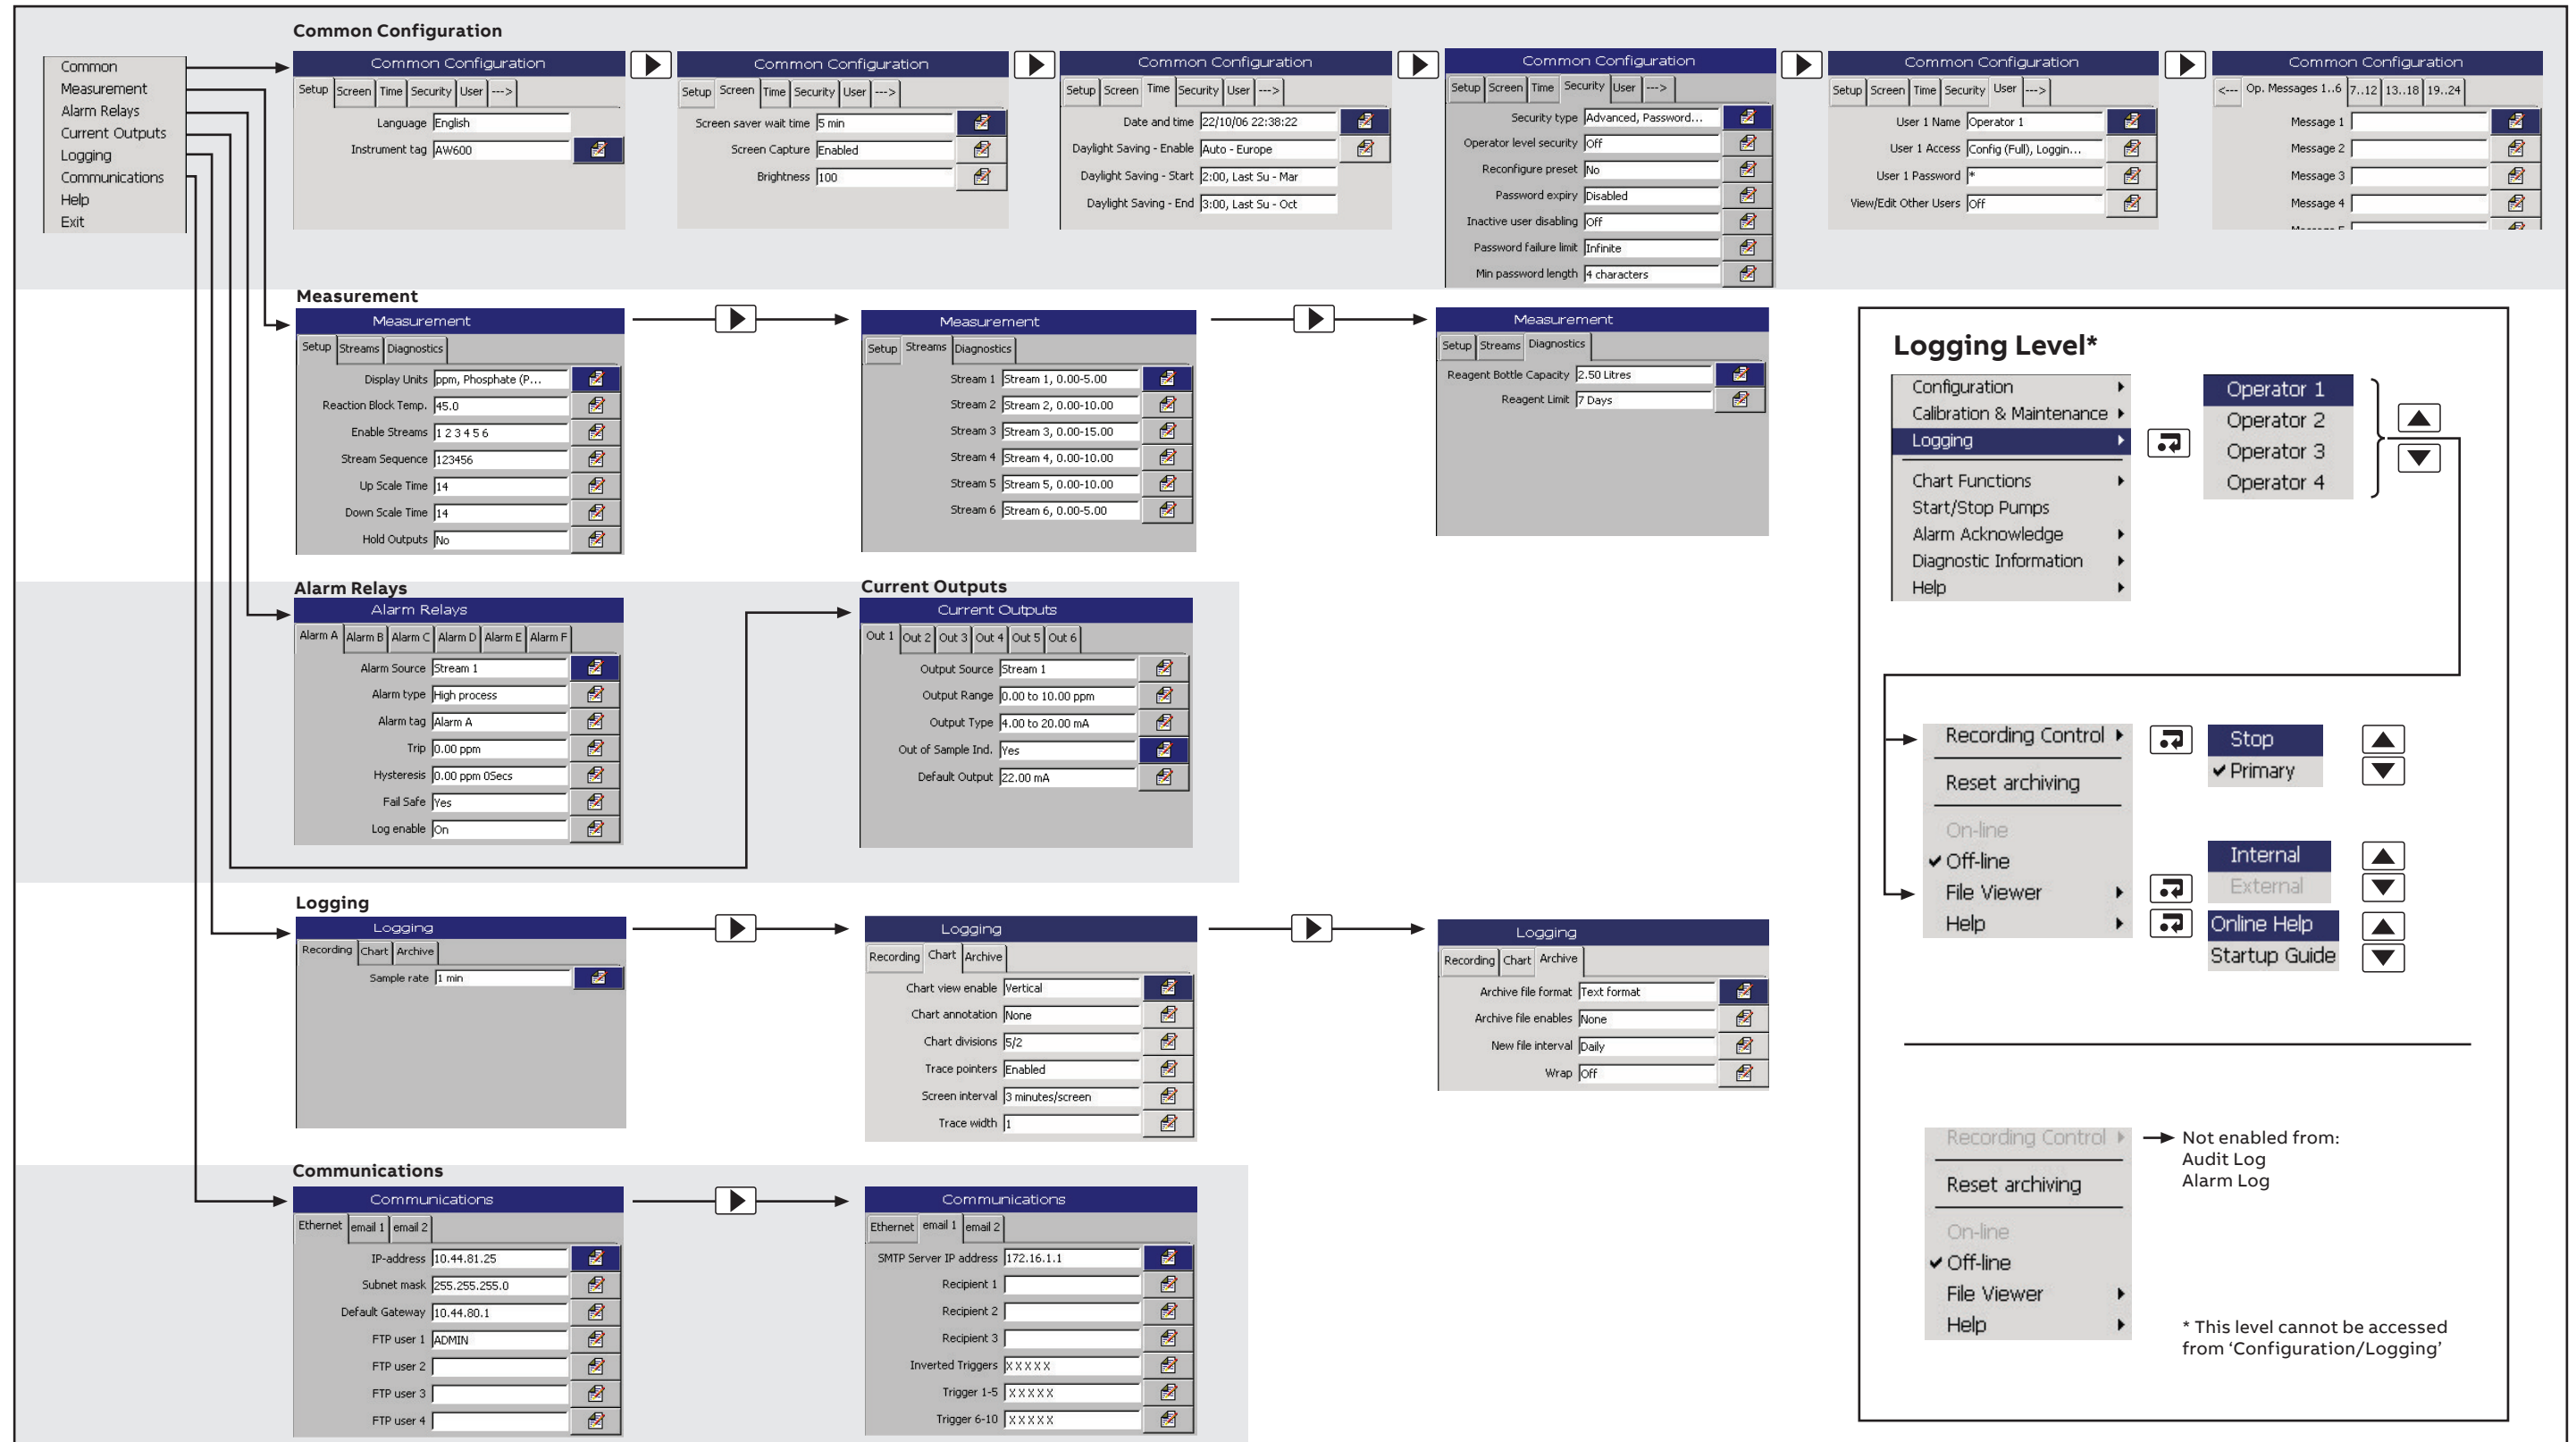 Common Configuration
Common
Measurement
Alarm Relays
Current Outputs
Logging
Communications
Help
Exit
Common Configuration
Setup Screen Time Security User --->
Language English
Instrument tag AW600
Common Configuration
Setup Screen Time Security User --->
Screen saver wait time 5 min
Screen Capture Enabled
Brightness 100
Common Configuration
Setup Screen Time Security User --->
Date and time 22/10/06 22:38:22
Daylight Saving - Enable Auto - Europe
Daylight Saving - Start 2:00, Last Su - Mar
Daylight Saving - End 3:00, Last Su - Oct
Common Configuration
Setup Screen Time Security User --->
Security type Advanced, Password...
Operator level security Off
Reconfigure preset No
Password expiry Disabled
Inactive user disabling Off
Password failure limit Infinite
Min password length 4 characters
Common Configuration
Setup Screen Time Security User --->
User 1 Name Operator 1
User 1 Access Config (Full), Loggin...
User 1 Password *
View/Edit Other Users Off
Common Configuration
<--- Op. Messages 1..6 7..12 13..18 19..24
Message 1
Message 2
Message 3
Message 4
Measurement
Measurement
Setup Streams Diagnostics
Display Units ppm, Phosphate (P...
Reaction Block Temp. 45.0
Enable Streams 1 2 3 4 5 6
Stream Sequence 123456
Up Scale Time 14
Down Scale Time 14
Hold Outputs No
Measurement
Setup Streams Diagnostics
Stream 1 Stream 1, 0.00-5.00
Stream 2 Stream 2, 0.00-10.00
Stream 3 Stream 3, 0.00-15.00
Stream 4 Stream 4, 0.00-10.00
Stream 5 Stream 5, 0.00-10.00
Stream 6 Stream 6, 0.00-5.00
Measurement
Setup Streams Diagnostics
Reagent Bottle Capacity 2.50 Litres
Reagent Limit 7 Days
Alarm Relays
Alarm Relays
Alarm A Alarm B Alarm C Alarm D Alarm E Alarm F
Alarm Source Stream 1
Alarm type High process
Alarm tag Alarm A
Trip 0.00 ppm
Hysteresis 0.00 ppm 0Secs
Fail Safe Yes
Log enable On
Current Outputs
Current Outputs
Out 1 Out 2 Out 3 Out 4 Out 5 Out 6
Output Source Stream 1
Output Range 0.00 to 10.00 ppm
Output Type 4.00 to 20.00 mA
Out of Sample Ind. Yes
Default Output 22.00 mA
Logging
Logging
Recording Chart Archive
Sample rate 1 min
Logging
Recording Chart Archive
Chart view enable Vertical
Chart annotation None
Chart divisions 5/2
Trace pointers Enabled
Screen interval 3 minutes/screen
Trace width 1
Logging
Recording Chart Archive
Archive file format Text format
Archive file enables None
New file interval Daily
Wrap Off
Communications
Communications
Ethernet email 1 email 2
IP-address 10.44.81.25
Subnet mask 255.255.255.0
Default Gateway 10.44.80.1
FTP user 1 ADMIN
FTP user 2
FTP user 3
FTP user 4
Communications
Ethernet email 1 email 2
SMTP Server IP address 172.16.1.1
Recipient 1
Recipient 2
Recipient 3
Inverted Triggers X X X X X
Trigger 1-5 X X X X X
Trigger 6-10 X X X X X
Logging Level*
Configuration
Calibration & Maintenance
Logging
Chart Functions
Start/Stop Pumps
Alarm Acknowledge
Diagnostic Information
Help
Operator 1
Operator 2
Operator 3
Operator 4
Recording Control
Reset archiving
On-line
Off-line
File Viewer
Help
Stop
Primary
Internal
External
Online Help
Startup Guide
Recording Control
Reset archiving
On-line
Off-line
File Viewer
Help
Not enabled from:
Audit Log
Alarm Log
* This level cannot be accessed
from ‘Configuration/Logging’